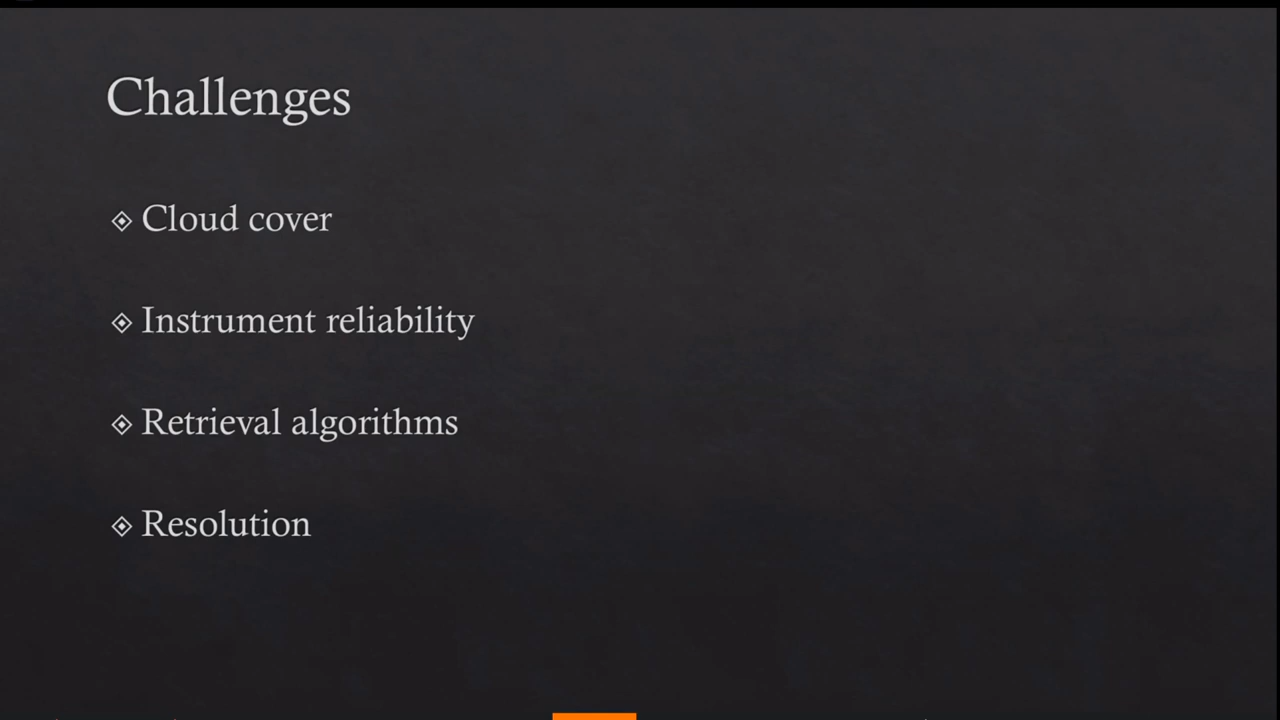 Challenges
Cloud cover
Instrument reliability
Retrieval algorithms
Resolution